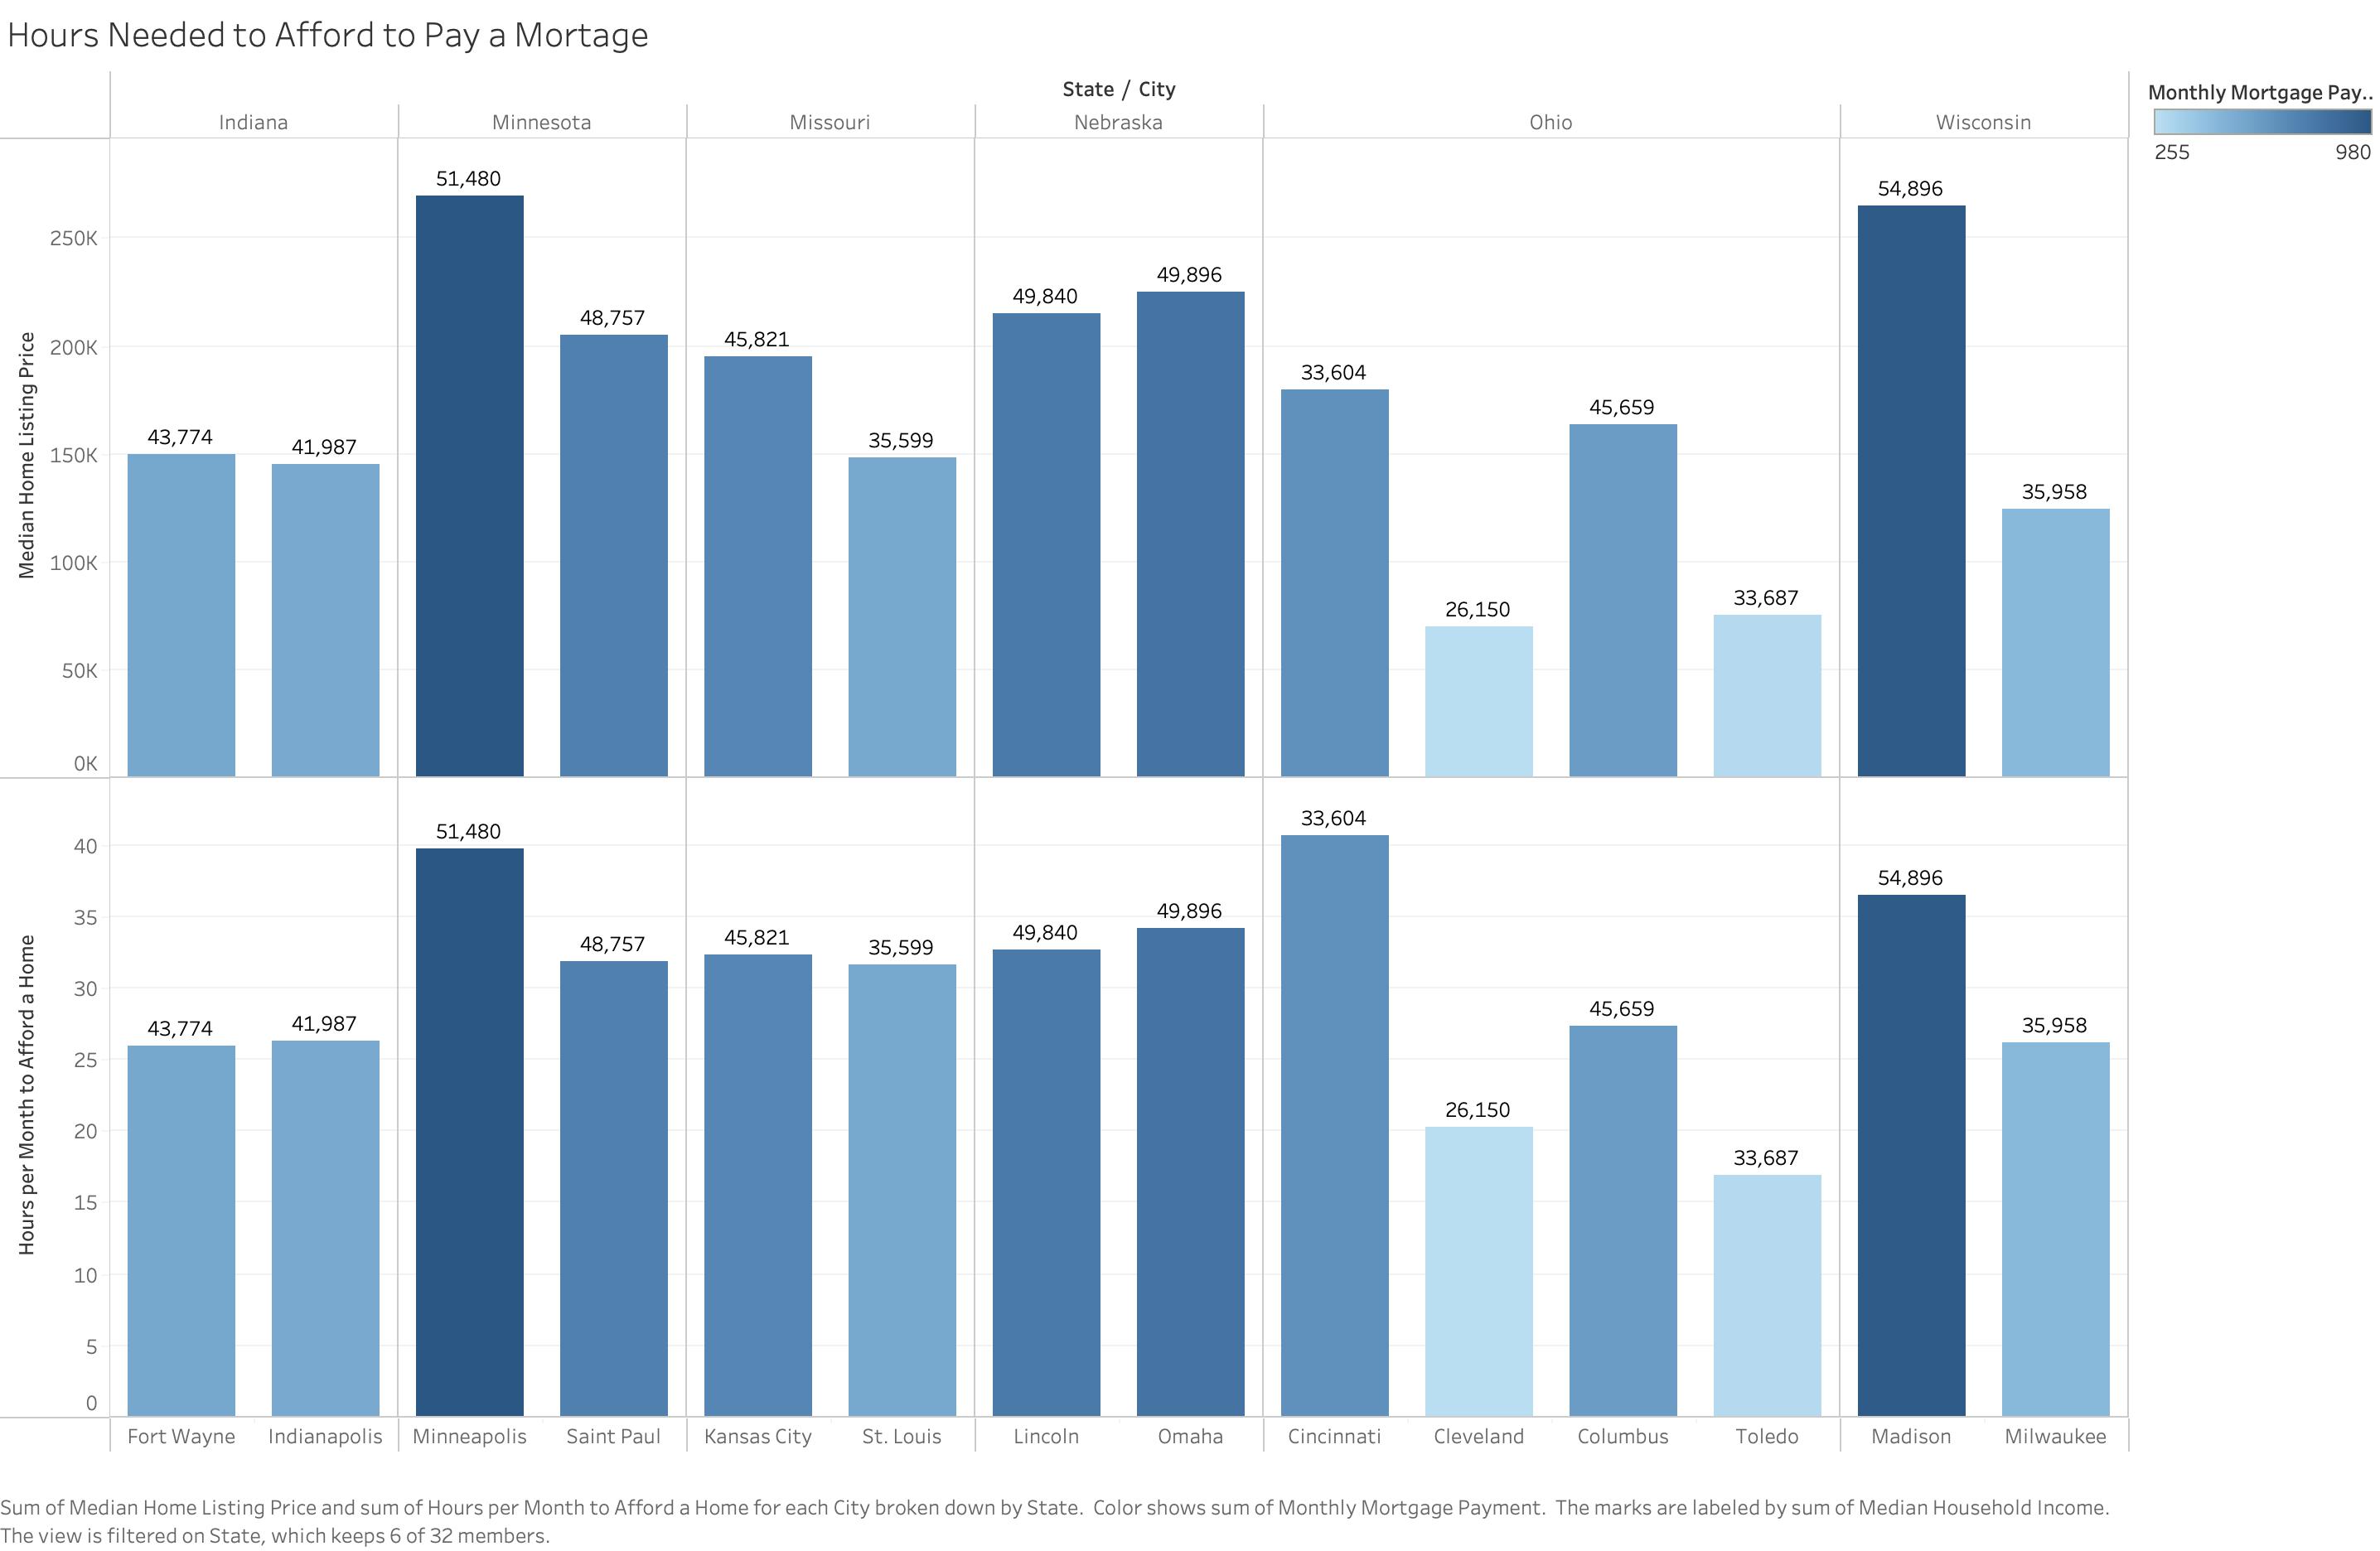 Hours Needed to Afford to Pay a Mortage
State / City
Indiana Minnesota Missouri Nebraska Ohio Wisconsin
Monthly Mortgage Pay..
255 980
Median Home Listing Price
250K
200K
150K
100K
50K
0K
43,774 41,987 51,480 48,757 45,821 35,599 49,840 49,896 33,604 26,150 45,659 33,687 54,896 35,958
Hours per Month to Afford a Home
40
35
30
25
20
15
10
5
0
43,774 41,987 51,480 48,757 45,821 35,599 49,840 49,896 33,604 26,150 45,659 33,687 54,896 35,958
Fort Wayne Indianapolis Minneapolis Saint Paul Kansas City St. Louis Lincoln Omaha Cincinnati Cleveland Columbus Toledo Madison Milwaukee
Sum of Median Home Listing Price and sum of Hours per Month to Afford a Home for each City broken down by State. Color shows sum of Monthly Mortgage Payment. The marks are labeled by sum of Median Household Income.
The view is filtered on State, which keeps 6 of 32 members.